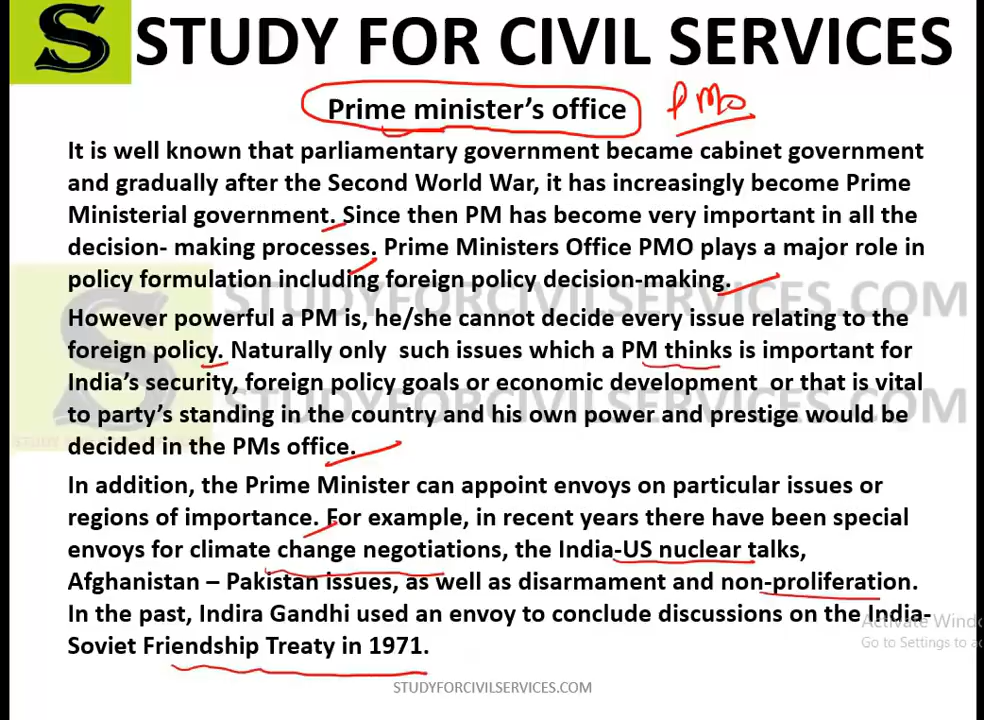 S STUDY FOR CIVIL SERVICES
Prime minister's office PMO
It is well known that parliamentary government became cabinet government
and gradually after the Second World War, it has increasingly become Prime
Ministerial government. Since then PM has become very important in all the
decision- making processes. Prime Ministers Office PMO plays a major role in
policy formulation including foreign policy decision-making.
STUDYFORCIVILSERVICES.COM
However powerful a PM is, he/she cannot decide every issue relating to the
foreign policy. Naturally only such issues which a PM thinks is important for
India's security, foreign policy goals or economic development or that is vital
to party's standing in the country and his own power and prestige would be
STUDYFORCIVILSERVICES.COM
decided in the PMs office.
In addition, the Prime Minister can appoint envoys on particular issues or
regions of importance. For example, in recent years there have been special
envoys for climate change negotiations, the India-US nuclear talks,
Afghanistan – Pakistan issues, as well as disarmament and non-proliferation.
In the past, Indira Gandhi used an envoy to conclude discussions on the India-
Soviet Friendship Treaty in 1971.
Activate Wind
Go to Settings to a
STUDYFORCIVILSERVICES.COM